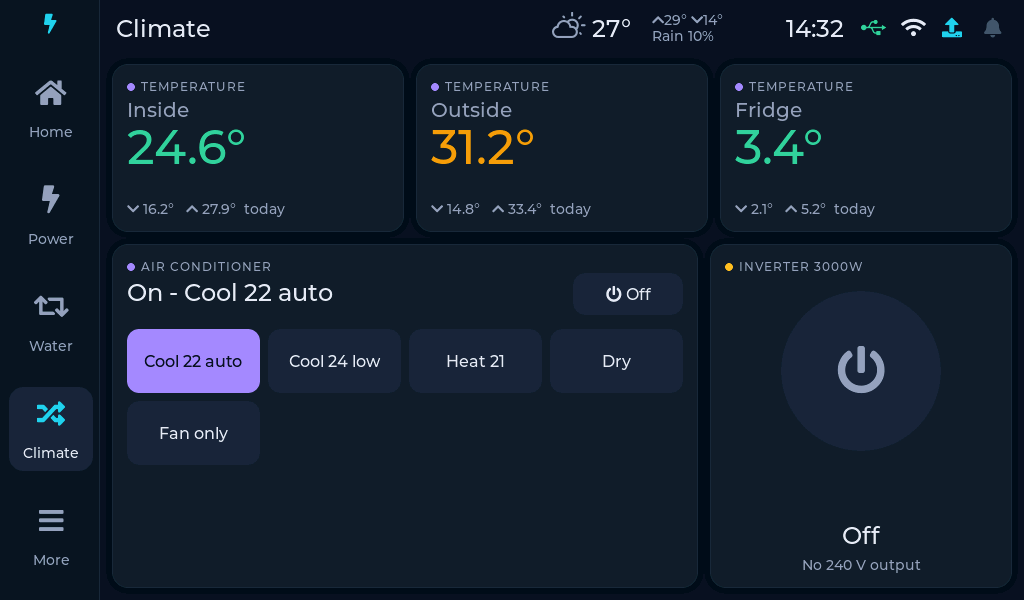 Climate
27°
29° 14°
Rain 10%
14:32
Home
Power
Water
Climate
More
TEMPERATURE
Inside
24.6°
16.2° 27.9° today
TEMPERATURE
Outside
31.2°
14.8° 33.4° today
TEMPERATURE
Fridge
3.4°
2.1° 5.2° today
AIR CONDITIONER
On - Cool 22 auto
Off
Cool 22 auto
Cool 24 low
Heat 21
Dry
Fan only
INVERTER 3000W
Off
No 240 V output